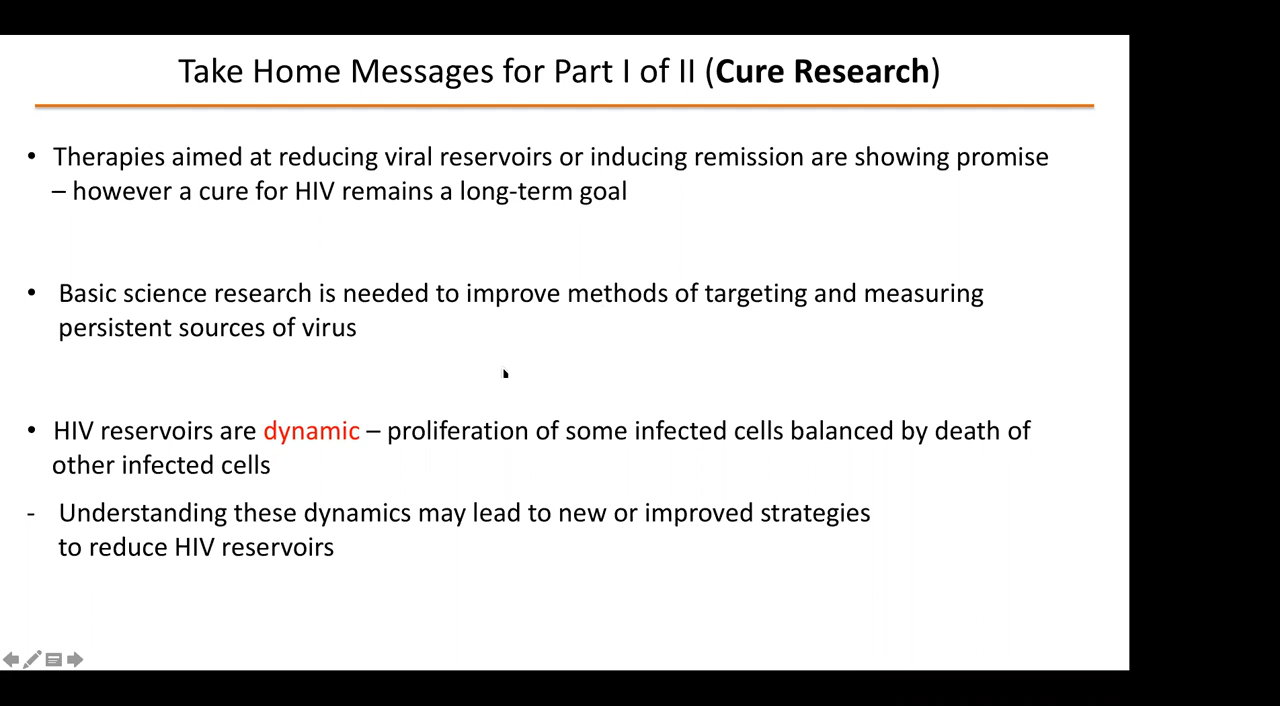 Take Home Messages for Part I of II (Cure Research)
• Therapies aimed at reducing viral reservoirs or inducing remission are showing promise
– however a cure for HIV remains a long-term goal
• Basic science research is needed to improve methods of targeting and measuring
persistent sources of virus
• HIV reservoirs are dynamic – proliferation of some infected cells balanced by death of
other infected cells
- Understanding these dynamics may lead to new or improved strategies
to reduce HIV reservoirs